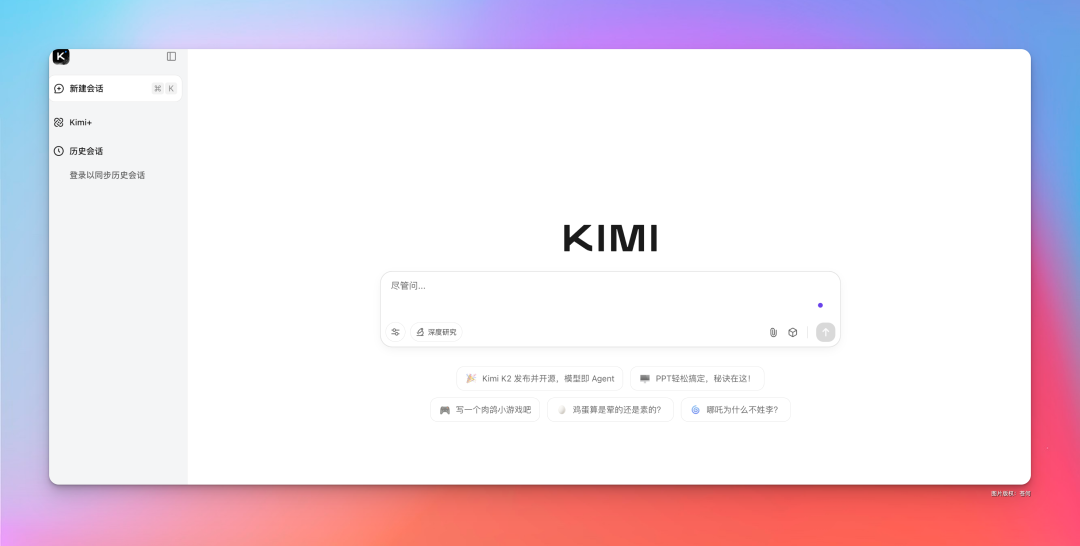 K
新建会话 ⌘ K
Kimi+
历史会话
登录以同步历史会话
KIMI
尽管问...
深度研究
Kimi K2 发布并开源，模型即 Agent
PPT轻松搞定，秘诀在这！
写一个肉鸽小游戏吧
鸡蛋算是荤的还是素的？
哪吒为什么不姓李？
图片版权：苍何